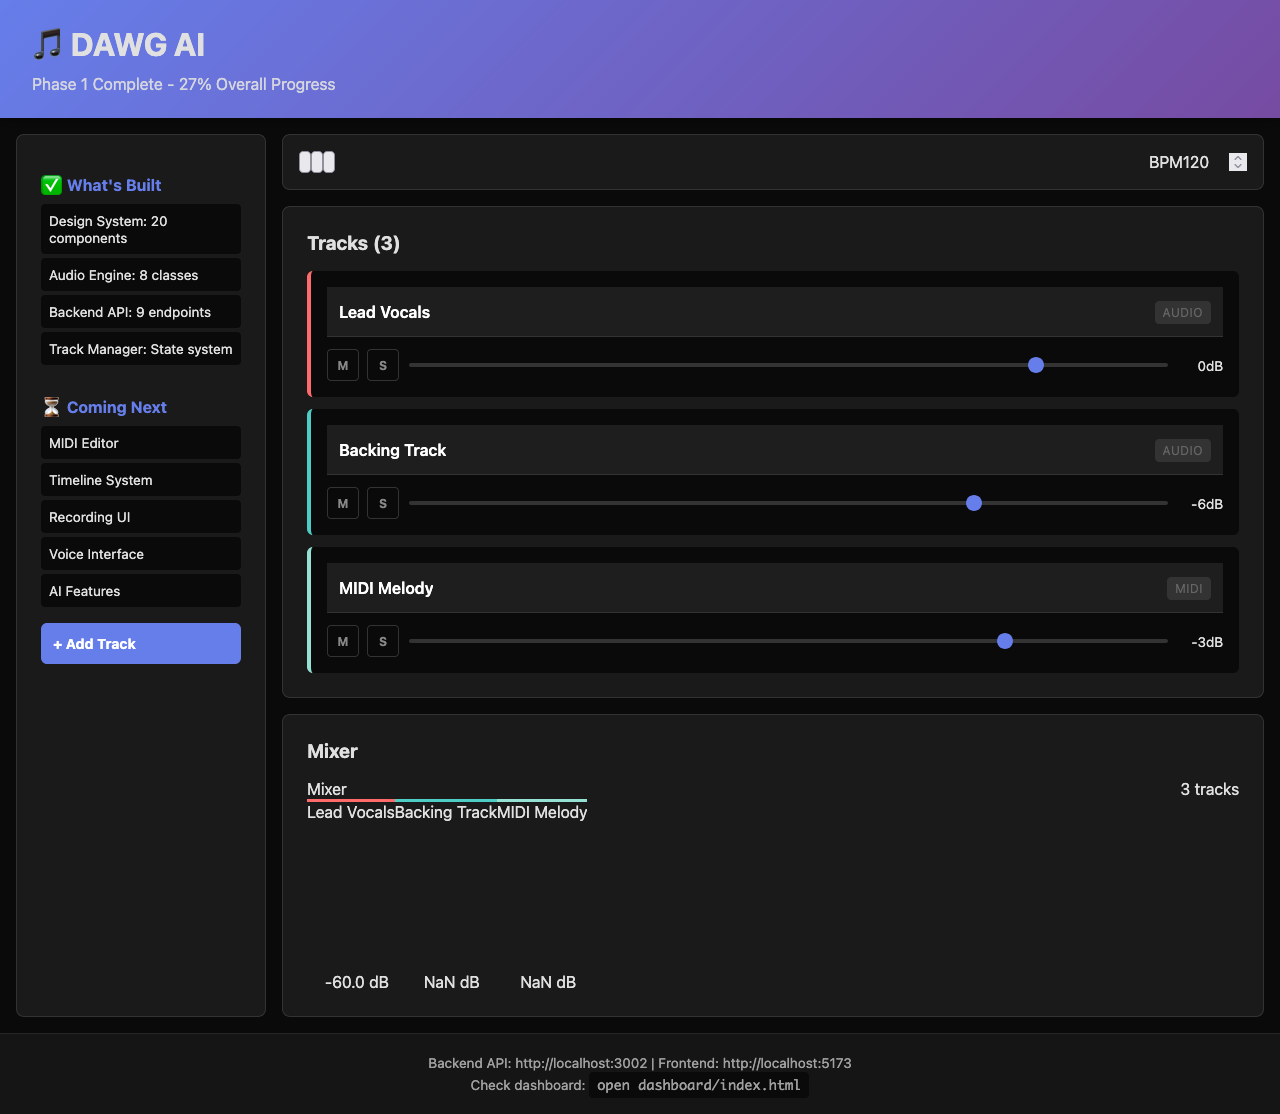 🎵 DAWG AI
Phase 1 Complete - 27% Overall Progress
✅ What's Built
Design System: 20
components
Audio Engine: 8 classes
Backend API: 9 endpoints
Track Manager: State system
⏳ Coming Next
MIDI Editor
Timeline System
Recording UI
Voice Interface
AI Features
+ Add Track
BPM120
Tracks (3)
Lead Vocals AUDIO
M S 0dB
Backing Track AUDIO
M S -6dB
MIDI Melody MIDI
M S -3dB
Mixer
Mixer 3 tracks
Lead VocalsBacking TrackMIDI Melody
-60.0 dB NaN dB NaN dB
Backend API: http://localhost:3002 | Frontend: http://localhost:5173
Check dashboard: open dashboard/index.html